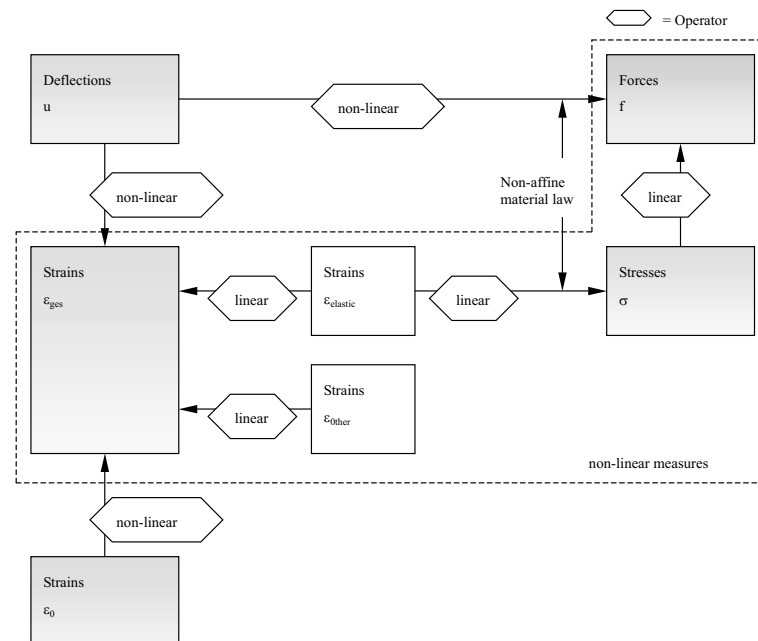 = Operator
Deflections
u
non-linear
Forces
f
non-linear
Non-affine
material law
linear
Strains
εges
linear
Strains
εelastic
linear
Stresses
σ
linear
Strains
ε0ther
non-linear measures
non-linear
Strains
ε0